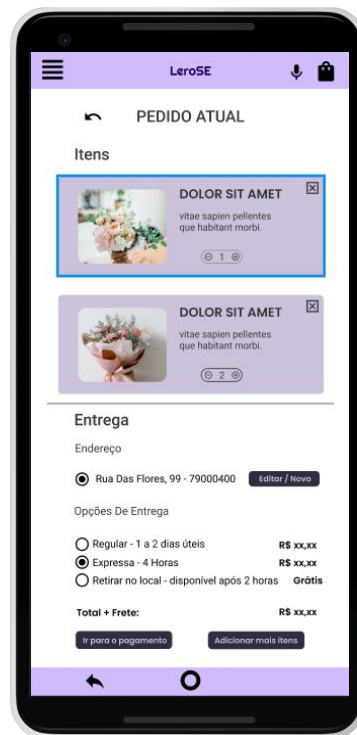 LeroSE
PEDIDO ATUAL
Itens
DOLOR SIT AMET
vitae sapien pellentes
que habitant morbi.
1
DOLOR SIT AMET
vitae sapien pellentes
que habitant morbi.
2
Entrega
Endereço
Rua Das Flores, 99 - 79000400 Editar / Novo
Opções De Entrega
Regular - 1 a 2 dias úteis R$ xx,xx
Expressa - 4 Horas R$ xx,xx
Retirar no local - disponível após 2 horas Grátis
Total + Frete: R$ xx,xx
Ir para o pagamento Adicionar mais itens